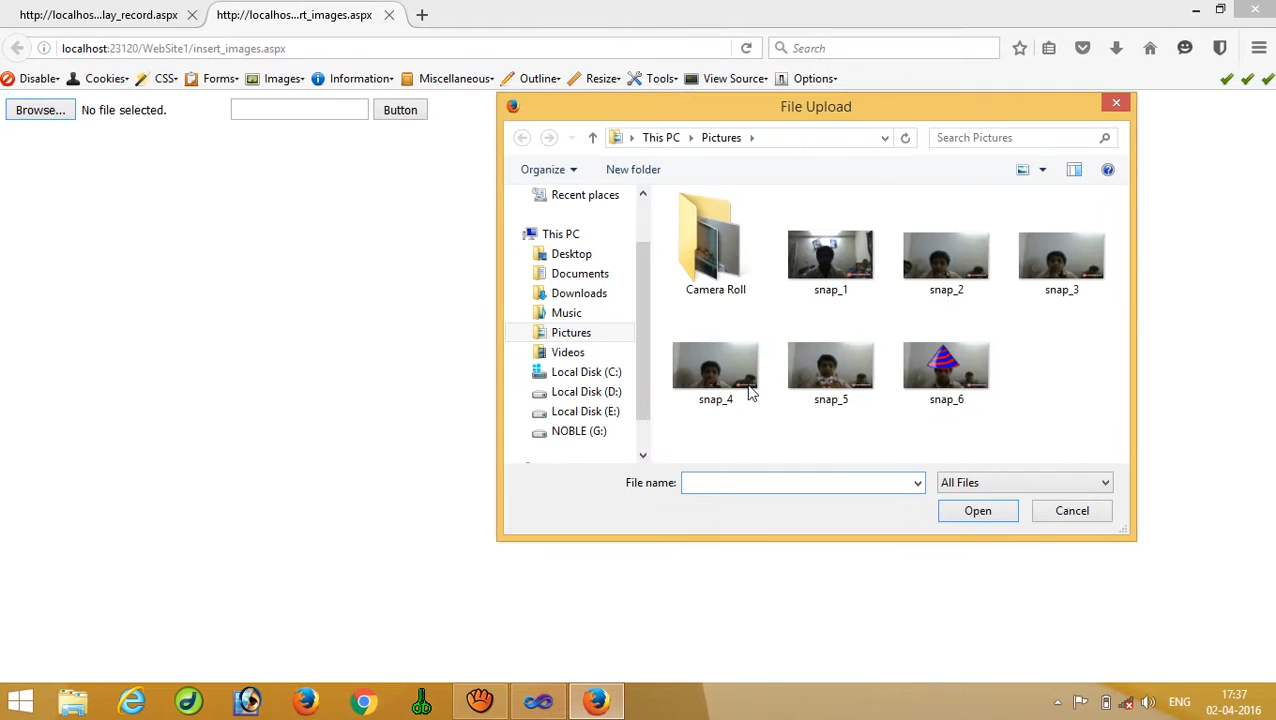 http://localhos...lay_record.aspx
http://localhos...rt_images.aspx
localhost:23120/WebSite1/insert_images.aspx
Search
Disable▾ Cookies▾ CSS▾ Forms▾ Images▾ Information▾ Miscellaneous▾ Outline▾ Resize▾ Tools▾ View Source▾ Options▾
Browse... No file selected.
Button
File Upload
This PC
Pictures
Search Pictures
Organize
New folder
Recent places
This PC
Desktop
Documents
Downloads
Music
Pictures
Videos
Local Disk (C:)
Local Disk (D:)
Local Disk (E:)
NOBLE (G:)
Camera Roll
snap_1
snap_2
snap_3
snap_4
snap_5
snap_6
File name:
All Files
Open
Cancel
ENG
17:37
02-04-2016